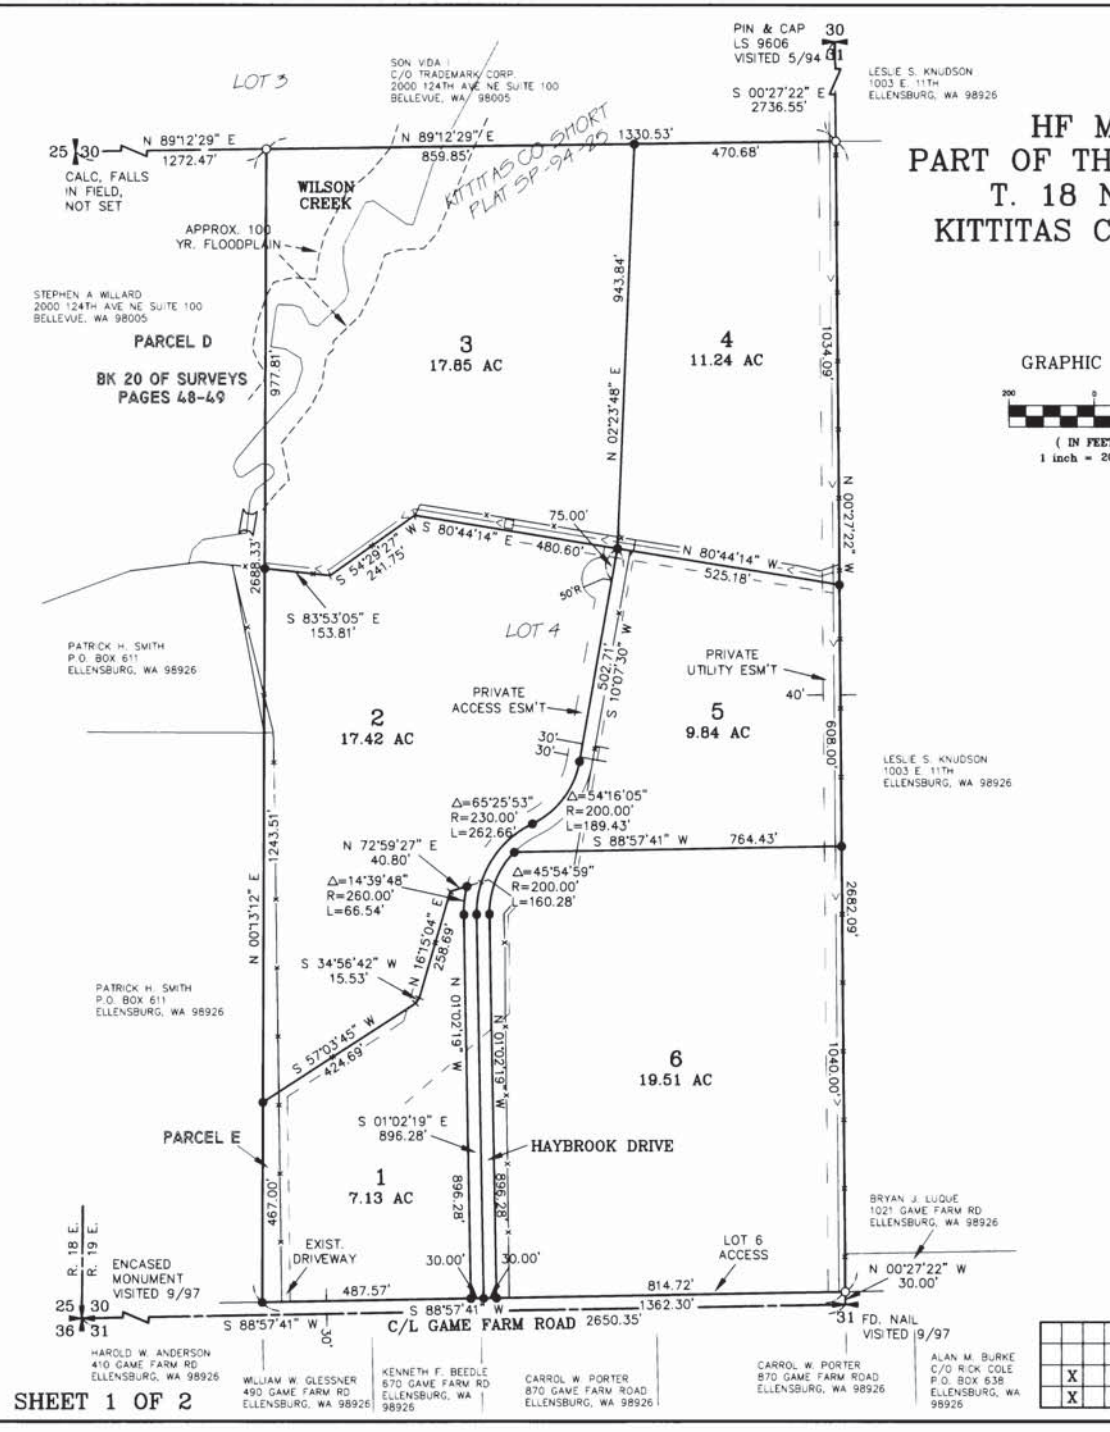 PIN & CAP
LS 9606
VISITED 5/94
30
31
LOT 3
SON VIDA I
C/O TRADEMARK CORP.
2000 124TH AVE NE SUITE 100
BELLEVUE, WA 98005
S 00°27'22" E
2736.55'
LESLIE S. KNUDSON
1003 E. 11TH
ELLENSBURG, WA 98926
HF M
PART OF TH
T. 18 N
KITTITAS C
25 30
N 89°12'29" E
1272.47'
N 89°12'29" E
859.85'
1330.53'
470.68'
CALC, FALLS
IN FIELD,
NOT SET
WILSON
CREEK
KITTITAS CO SHORT
PLAT SP-94-25
APPROX. 100
YR. FLOODPLAIN
STEPHEN A WILLARD
2000 124TH AVE NE SUITE 100
BELLEVUE, WA 98005
PARCEL D
BK 20 OF SURVEYS
PAGES 48-49
977.81'
943.84'
N 02°23'48" E
3
17.85 AC
4
11.24 AC
1034.09'
N 00°27'22" W
GRAPHIC
200
0
( IN FEET
1 inch = 20
2688.33'
S 80°44'14" E
480.60'
75.00'
N 80°44'14" W
525.18'
S 54°29'27" W
241.75'
S 83°53'05" E
153.81'
50'R
LOT 4
PATRICK H. SMITH
P.O. BOX 611
ELLENSBURG, WA 98926
PRIVATE
ACCESS ESM'T
502.71'
S 10°07'30" W
PRIVATE
UTILITY ESM'T
40'
2
17.42 AC
5
9.84 AC
30'
30'
608.00'
LESLIE S. KNUDSON
1003 E. 11TH
ELLENSBURG, WA 98926
Δ=65°25'53"
R=230.00'
L=262.66'
Δ=54°16'05"
R=200.00'
L=189.43'
S 88°57'41" W
764.43'
1243.51'
N 00°13'12" E
N 72°59'27" E
40.80'
Δ=14°39'48"
R=260.00'
L=66.54'
Δ=45°54'59"
R=200.00'
L=160.28'
2682.09'
N 16°15'04" E
258.69'
S 34°56'42" W
15.53'
PATRICK H. SMITH
P.O. BOX 611
ELLENSBURG, WA 98926
N 01°02'19" W
N 01°02'19" W
S 57°03'45" W
424.69'
6
19.51 AC
1040.00'
S 01°02'19" E
896.28'
PARCEL E
HAYBROOK DRIVE
1
7.13 AC
467.00'
896.28'
896.28'
R. 18 E.
R. 19 E.
ENCASED
MONUMENT
VISITED 9/97
EXIST.
DRIVEWAY
30.00'
30.00'
LOT 6
ACCESS
BRYAN J. LUQUE
1021 GAME FARM RD
ELLENSBURG, WA 98926
N 00°27'22" W
30.00'
25 30
36 31
487.57'
814.72'
S 88°57'41" W
1362.30'
S 88°57'41" W
30'
C/L GAME FARM ROAD
2650.35'
31
FD. NAIL
VISITED 9/97
HAROLD W. ANDERSON
410 GAME FARM RD
ELLENSBURG, WA 98926
WILLIAM W. GLESSNER
490 GAME FARM RD
ELLENSBURG, WA 98926
KENNETH F. BEEDLE
670 GAME FARM RD
ELLENSBURG, WA
98926
CARROL W. PORTER
870 GAME FARM ROAD
ELLENSBURG, WA 98926
CARROL W. PORTER
870 GAME FARM ROAD
ELLENSBURG, WA 98926
ALAN M. BURKE
C/O RICK COLE
P.O. BOX 638
ELLENSBURG, WA
98926
X
X
SHEET 1 OF 2